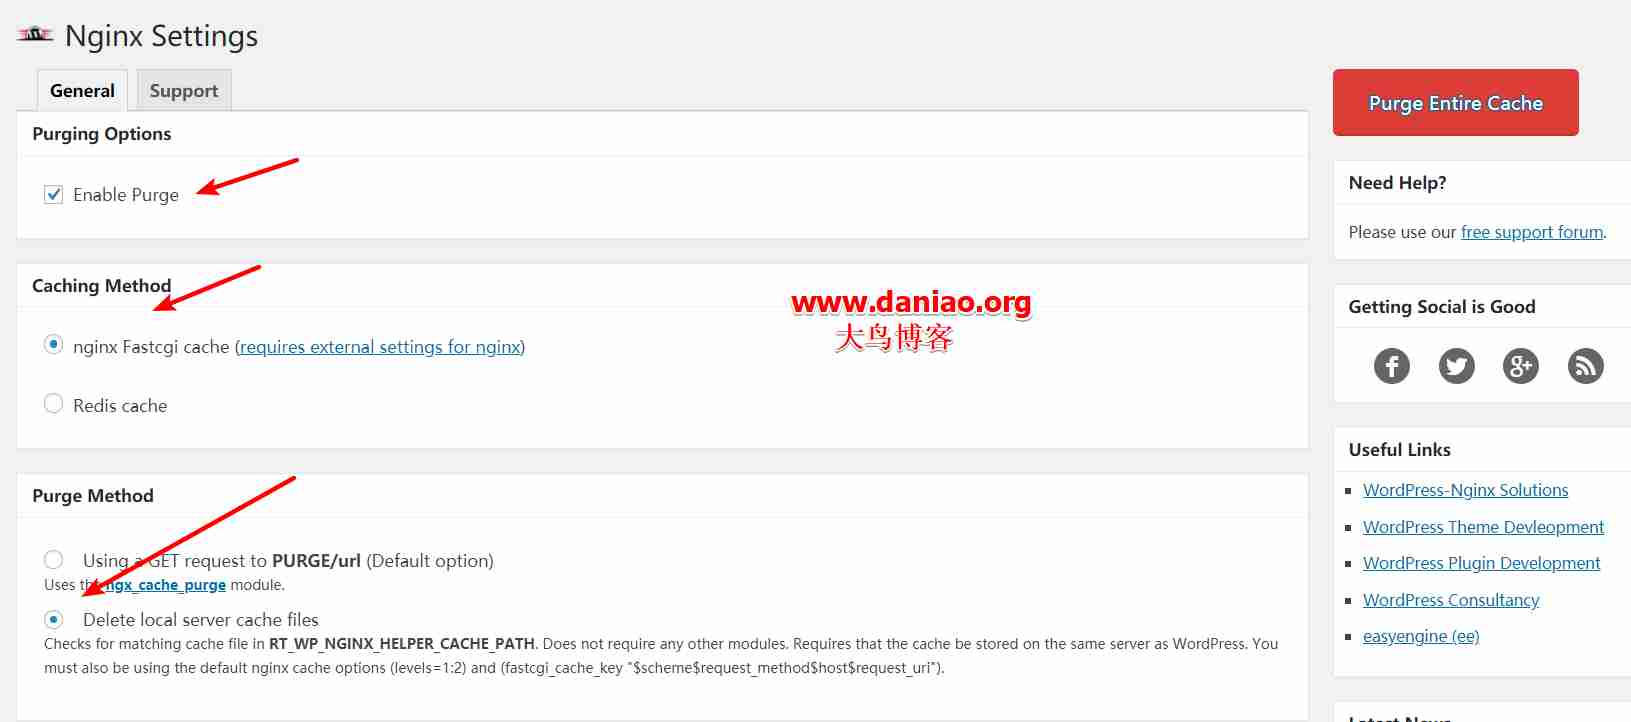 Nginx Settings
General
Support
Purge Entire Cache
Purging Options
Enable Purge
Need Help?
Please use our free support forum.
Caching Method
nginx Fastcgi cache (requires external settings for nginx)
Redis cache
www.daniao.org
大鸟博客
Getting Social is Good
Purge Method
Using a GET request to PURGE/url (Default option)
Uses the ngx_cache_purge module.
Delete local server cache files
Checks for matching cache file in RT_WP_NGINX_HELPER_CACHE_PATH. Does not require any other modules. Requires that the cache be stored on the same server as WordPress. You
must also be using the default nginx cache options (levels=1:2) and (fastcgi_cache_key "$scheme$request_method$host$request_uri").
Useful Links
WordPress-Nginx Solutions
WordPress Theme Devleopment
WordPress Plugin Development
WordPress Consultancy
easyengine (ee)
Latest News